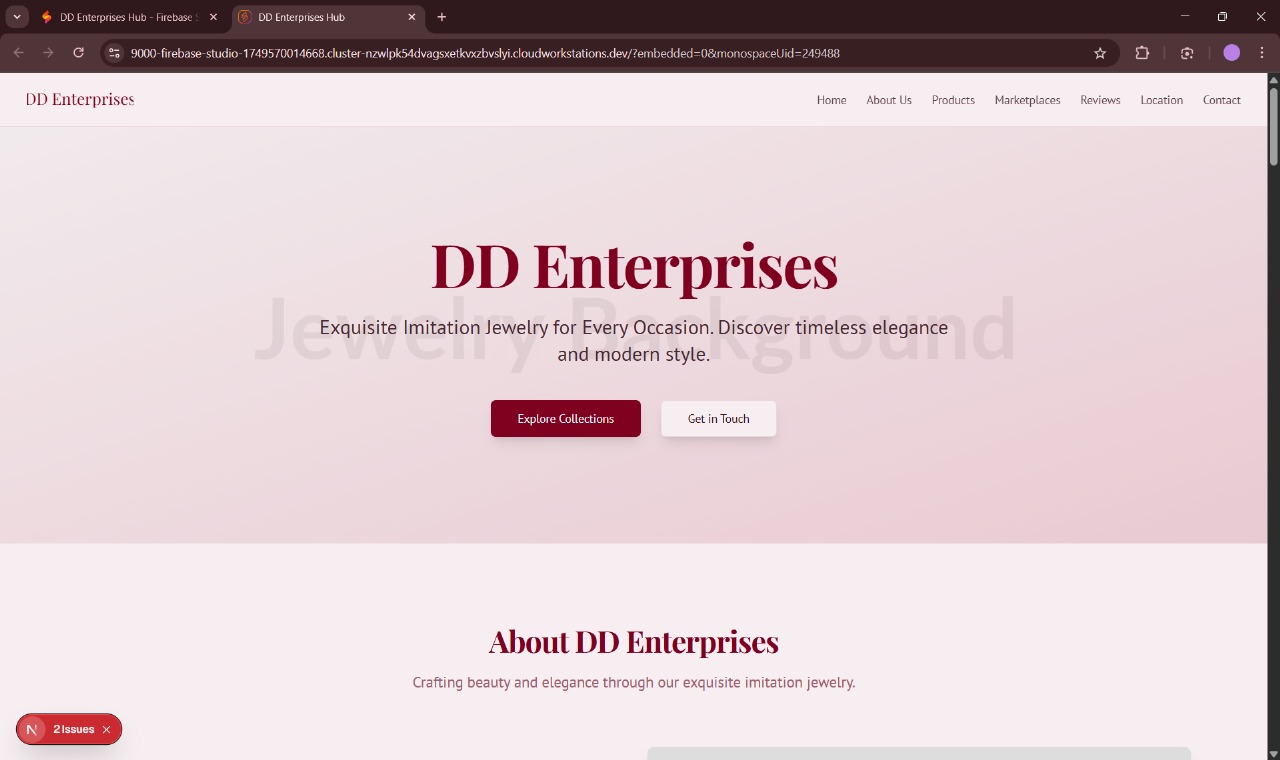 DD Enterprises Hub - Firebase
DD Enterprises Hub
9000-firebase-studio-1749570014668.cluster-nzwlpk54dvagsxetkvxzbvslyi.cloudworkstations.dev/?embedded=0&monospaceUid=249488
DD Enterprises
Home
About Us
Products
Marketplaces
Reviews
Location
Contact
DD Enterprises
Jewelry Background
Exquisite Imitation Jewelry for Every Occasion. Discover timeless elegance
and modern style.
Explore Collections
Get in Touch
About DD Enterprises
Crafting beauty and elegance through our exquisite imitation jewelry.
N
2 Issues